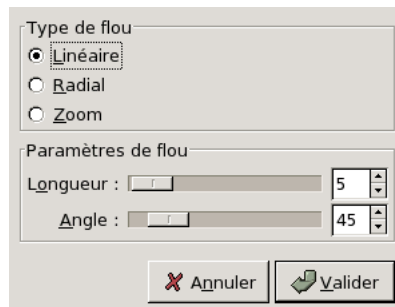 Type de flou
Linéaire
Radial
Zoom
Paramètres de flou
Longueur : 5
Angle : 45
Annuler Valider